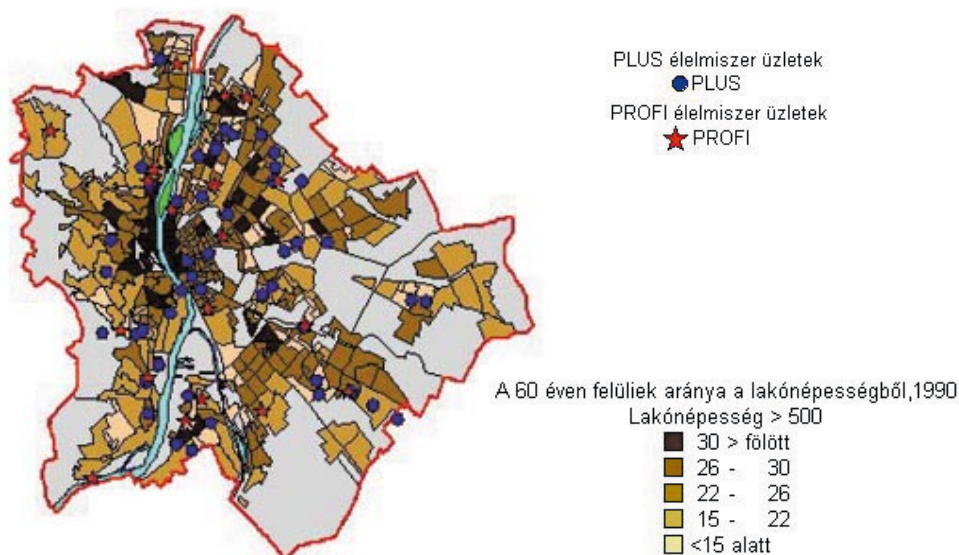 PLUS élelmiszer üzletek
PLUS
PROFI élelmiszer üzletek
PROFI
A 60 éven felüliek aránya a lakónépességből,1990
Lakónépesség > 500
30 > fölött
26 - 30
22 - 26
15 - 22
<15 alatt